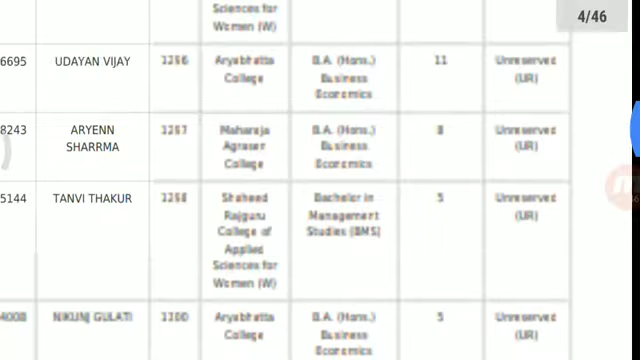 Sciences for
Women (W)
4/46
6695 UDAYAN VIJAY 1256 Aryabhatta College B.A. (Hons.) Business Economics 11 Unreserved (UR)
8243 ARYENN SHARRMA 1257 Maharaja Agrasen College B.A. (Hons.) Business Economics 8 Unreserved (UR)
5144 TANVI THAKUR 1258 Shaheed Rajguru College of Applied Sciences for Women (W) Bachelor in Management Studies (BMS) 5 Unreserved (UR)
4008 NIKUNJ GULATI Aryabhatta College B.A. (Hons.) Business Economics 5 Unreserved (UR)